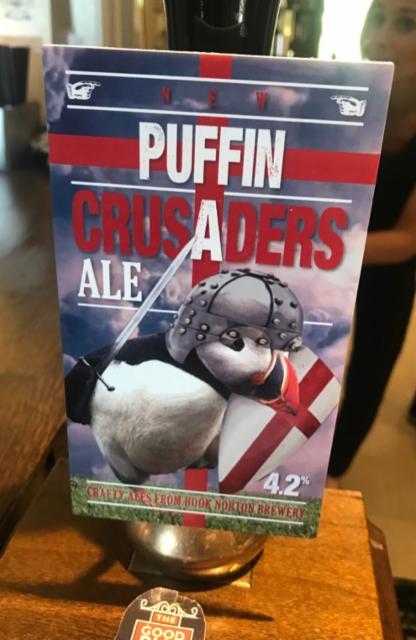 NEW
PUFFIN
CRUSADERS
ALE
4.2%
CRAFTY ALES FROM HOOK NORTON BREWERY
THE
GOOD